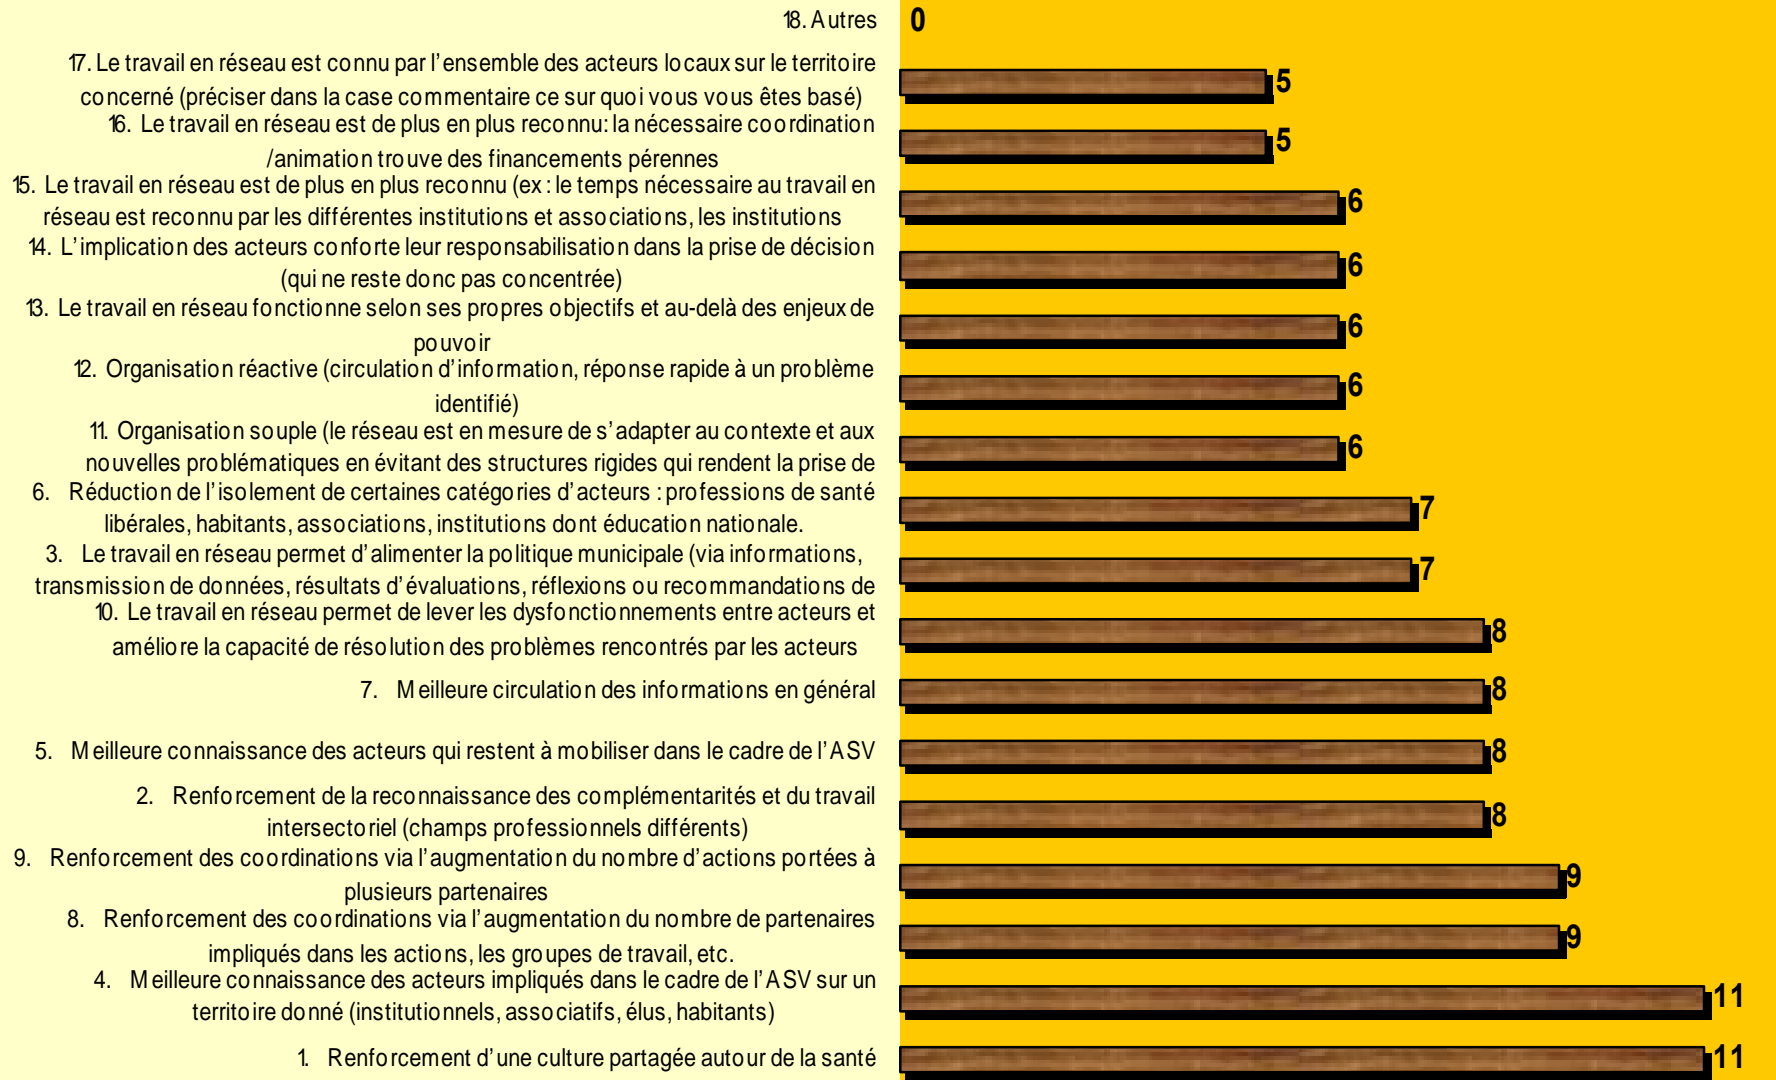 18. Autres 0
17. Le travail en réseau est connu par l'ensemble des acteurs locaux sur le territoire
concerné (préciser dans la case commentaire ce sur quoi vous vous êtes basé) 5
16. Le travail en réseau est de plus en plus reconnu: la nécessaire coordination
/animation trouve des financements pérennes 5
15. Le travail en réseau est de plus en plus reconnu (ex : le temps nécessaire au travail en
réseau est reconnu par les différentes institutions et associations, les institutions 6
14. L'implication des acteurs conforte leur responsabilisation dans la prise de décision
(qui ne reste donc pas concentrée) 6
13. Le travail en réseau fonctionne selon ses propres objectifs et au-delà des enjeux de
pouvoir 6
12. Organisation réactive (circulation d'information, réponse rapide à un problème
identifié) 6
11. Organisation souple (le réseau est en mesure de s'adapter au contexte et aux
nouvelles problématiques en évitant des structures rigides qui rendent la prise de 6
6. Réduction de l'isolement de certaines catégories d'acteurs : professions de santé
libérales, habitants, associations, institutions dont éducation nationale. 7
3. Le travail en réseau permet d'alimenter la politique municipale (via informations,
transmission de données, résultats d'évaluations, réflexions ou recommandations de 7
10. Le travail en réseau permet de lever les dysfonctionnements entre acteurs et
améliore la capacité de résolution des problèmes rencontrés par les acteurs 8
7. Meilleure circulation des informations en général 8
5. Meilleure connaissance des acteurs qui restent à mobiliser dans le cadre de l'ASV 8
2. Renforcement de la reconnaissance des complémentarités et du travail
intersectoriel (champs professionnels différents) 8
9. Renforcement des coordinations via l'augmentation du nombre d'actions portées à
plusieurs partenaires 9
8. Renforcement des coordinations via l'augmentation du nombre de partenaires
impliqués dans les actions, les groupes de travail, etc. 9
4. Meilleure connaissance des acteurs impliqués dans le cadre de l'ASV sur un
territoire donné (institutionnels, associatifs, élus, habitants) 11
1. Renforcement d'une culture partagée autour de la santé 11